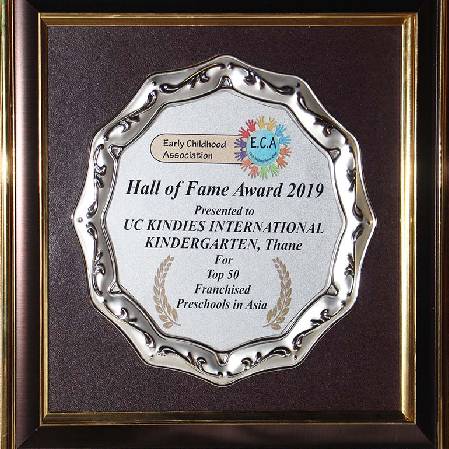 Early Childhood
Association
E.C.A
Hall of Fame Award 2019
Presented to
UC KINDIES INTERNATIONAL
KINDERGARTEN, Thane
For
Top 50
Franchised
Preschools in Asia